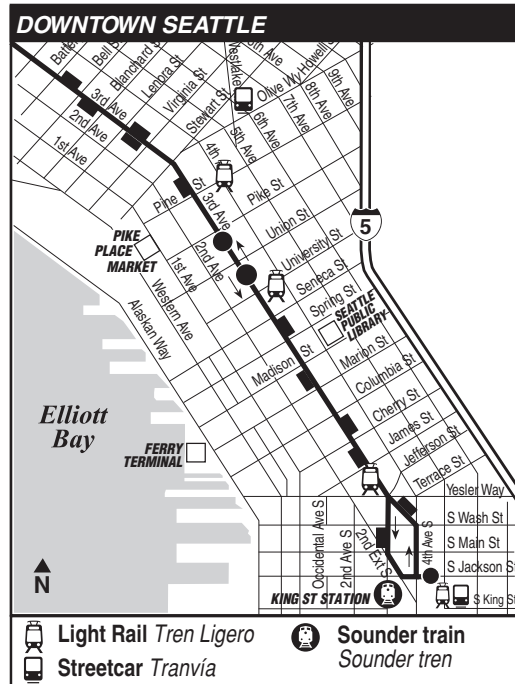 DOWNTOWN SEATTLE
Bell St
Blanchard St
Lenora St
Virginia St
Stewart St
Westlake
Olive Wy
Howell St
9th Ave
8th Ave
7th Ave
6th Ave
5th Ave
4th
3rd Ave
2nd Ave
1st Ave
Pine St
3rd Ave
Pike St
Union St
University St
Seneca St
Spring St
5
PIKE
PLACE
MARKET
1st Ave
2nd Ave
Western Ave
Alaskan Way
SEATTLE
PUBLIC
LIBRARY
Madison St
Marion St
Columbia St
Cherry St
James St
Jefferson St
Terrace St
Yesler Way
Elliott
Bay
FERRY
TERMINAL
Occidental Ave S
2nd Ave S
2nd Ext S
4th Ave S
S Wash St
S Main St
S Jackson St
S King St
KING ST STATION
N
Light Rail Tren Ligero
Streetcar Tranvía
Sounder train
Sounder tren